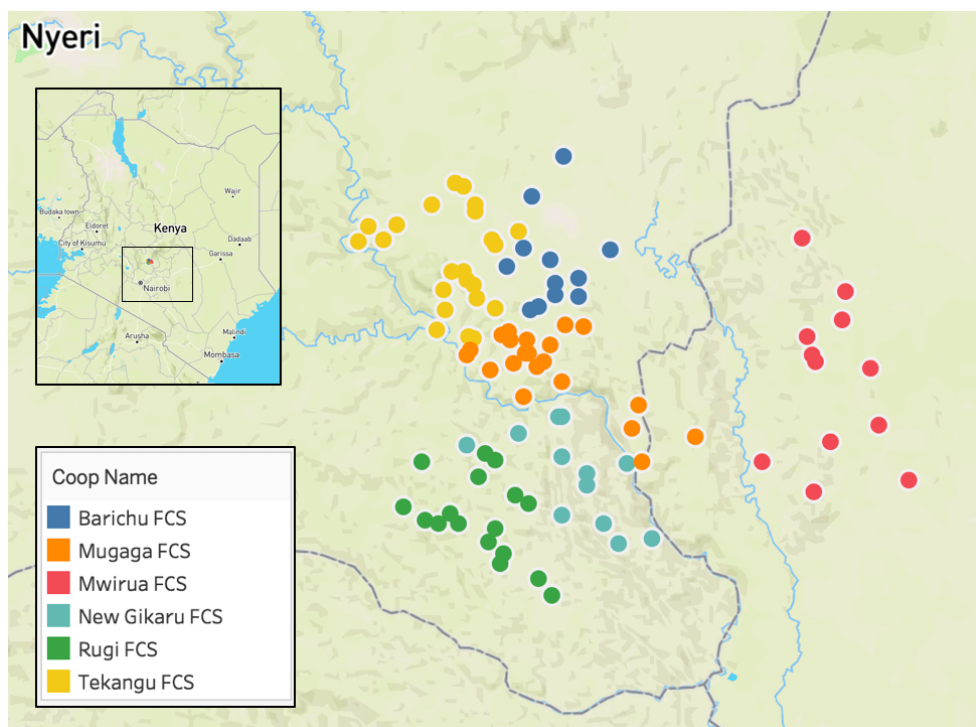 Nyeri
Wajir
Budaka town
Eldoret
Kenya
City of Kisumu
Dadaab
Garissa
Nairobi
Arusha
Malindi
Mombasa
Coop Name
Barichu FCS
Mugaga FCS
Mwirua FCS
New Gikaru FCS
Rugi FCS
Tekangu FCS